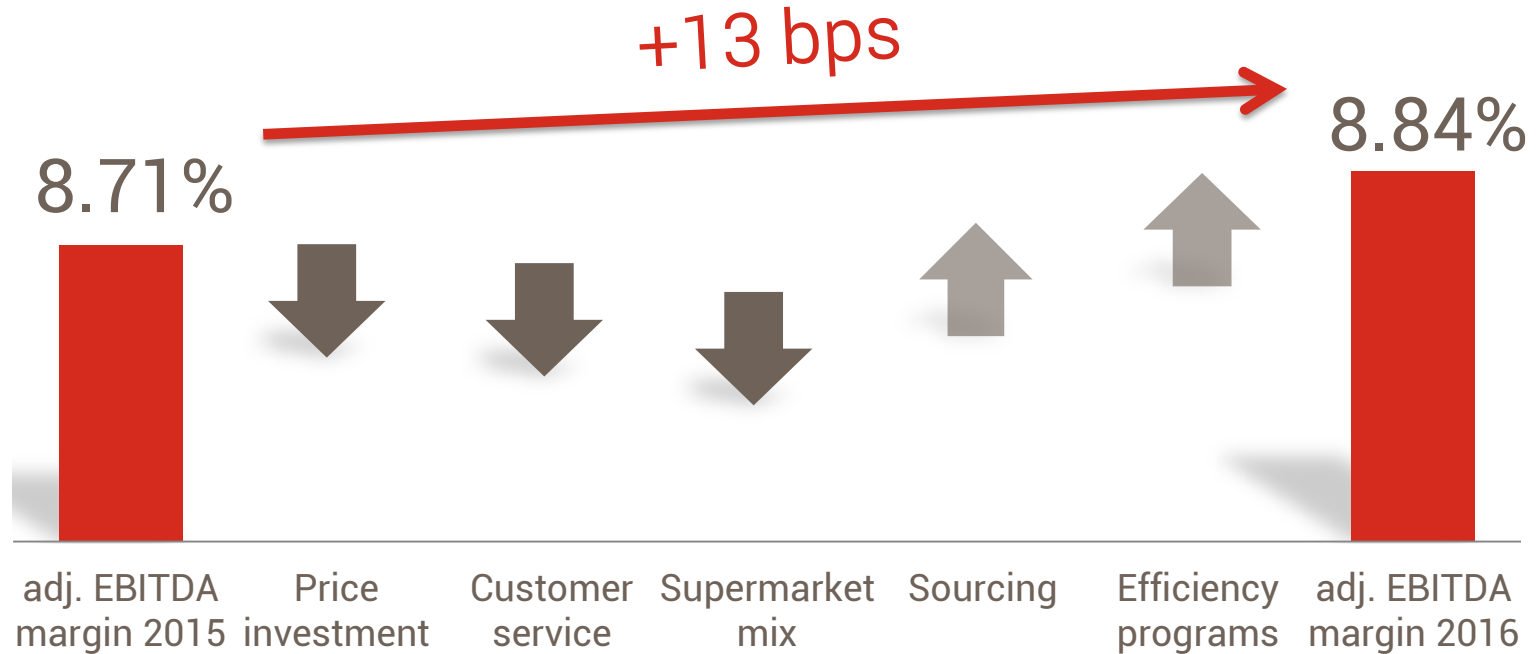 +13 bps
8.71%
8.84%
adj. EBITDA
margin 2015
Price
investment
Customer
service
Supermarket
mix
Sourcing
Efficiency
programs
adj. EBITDA
margin 2016